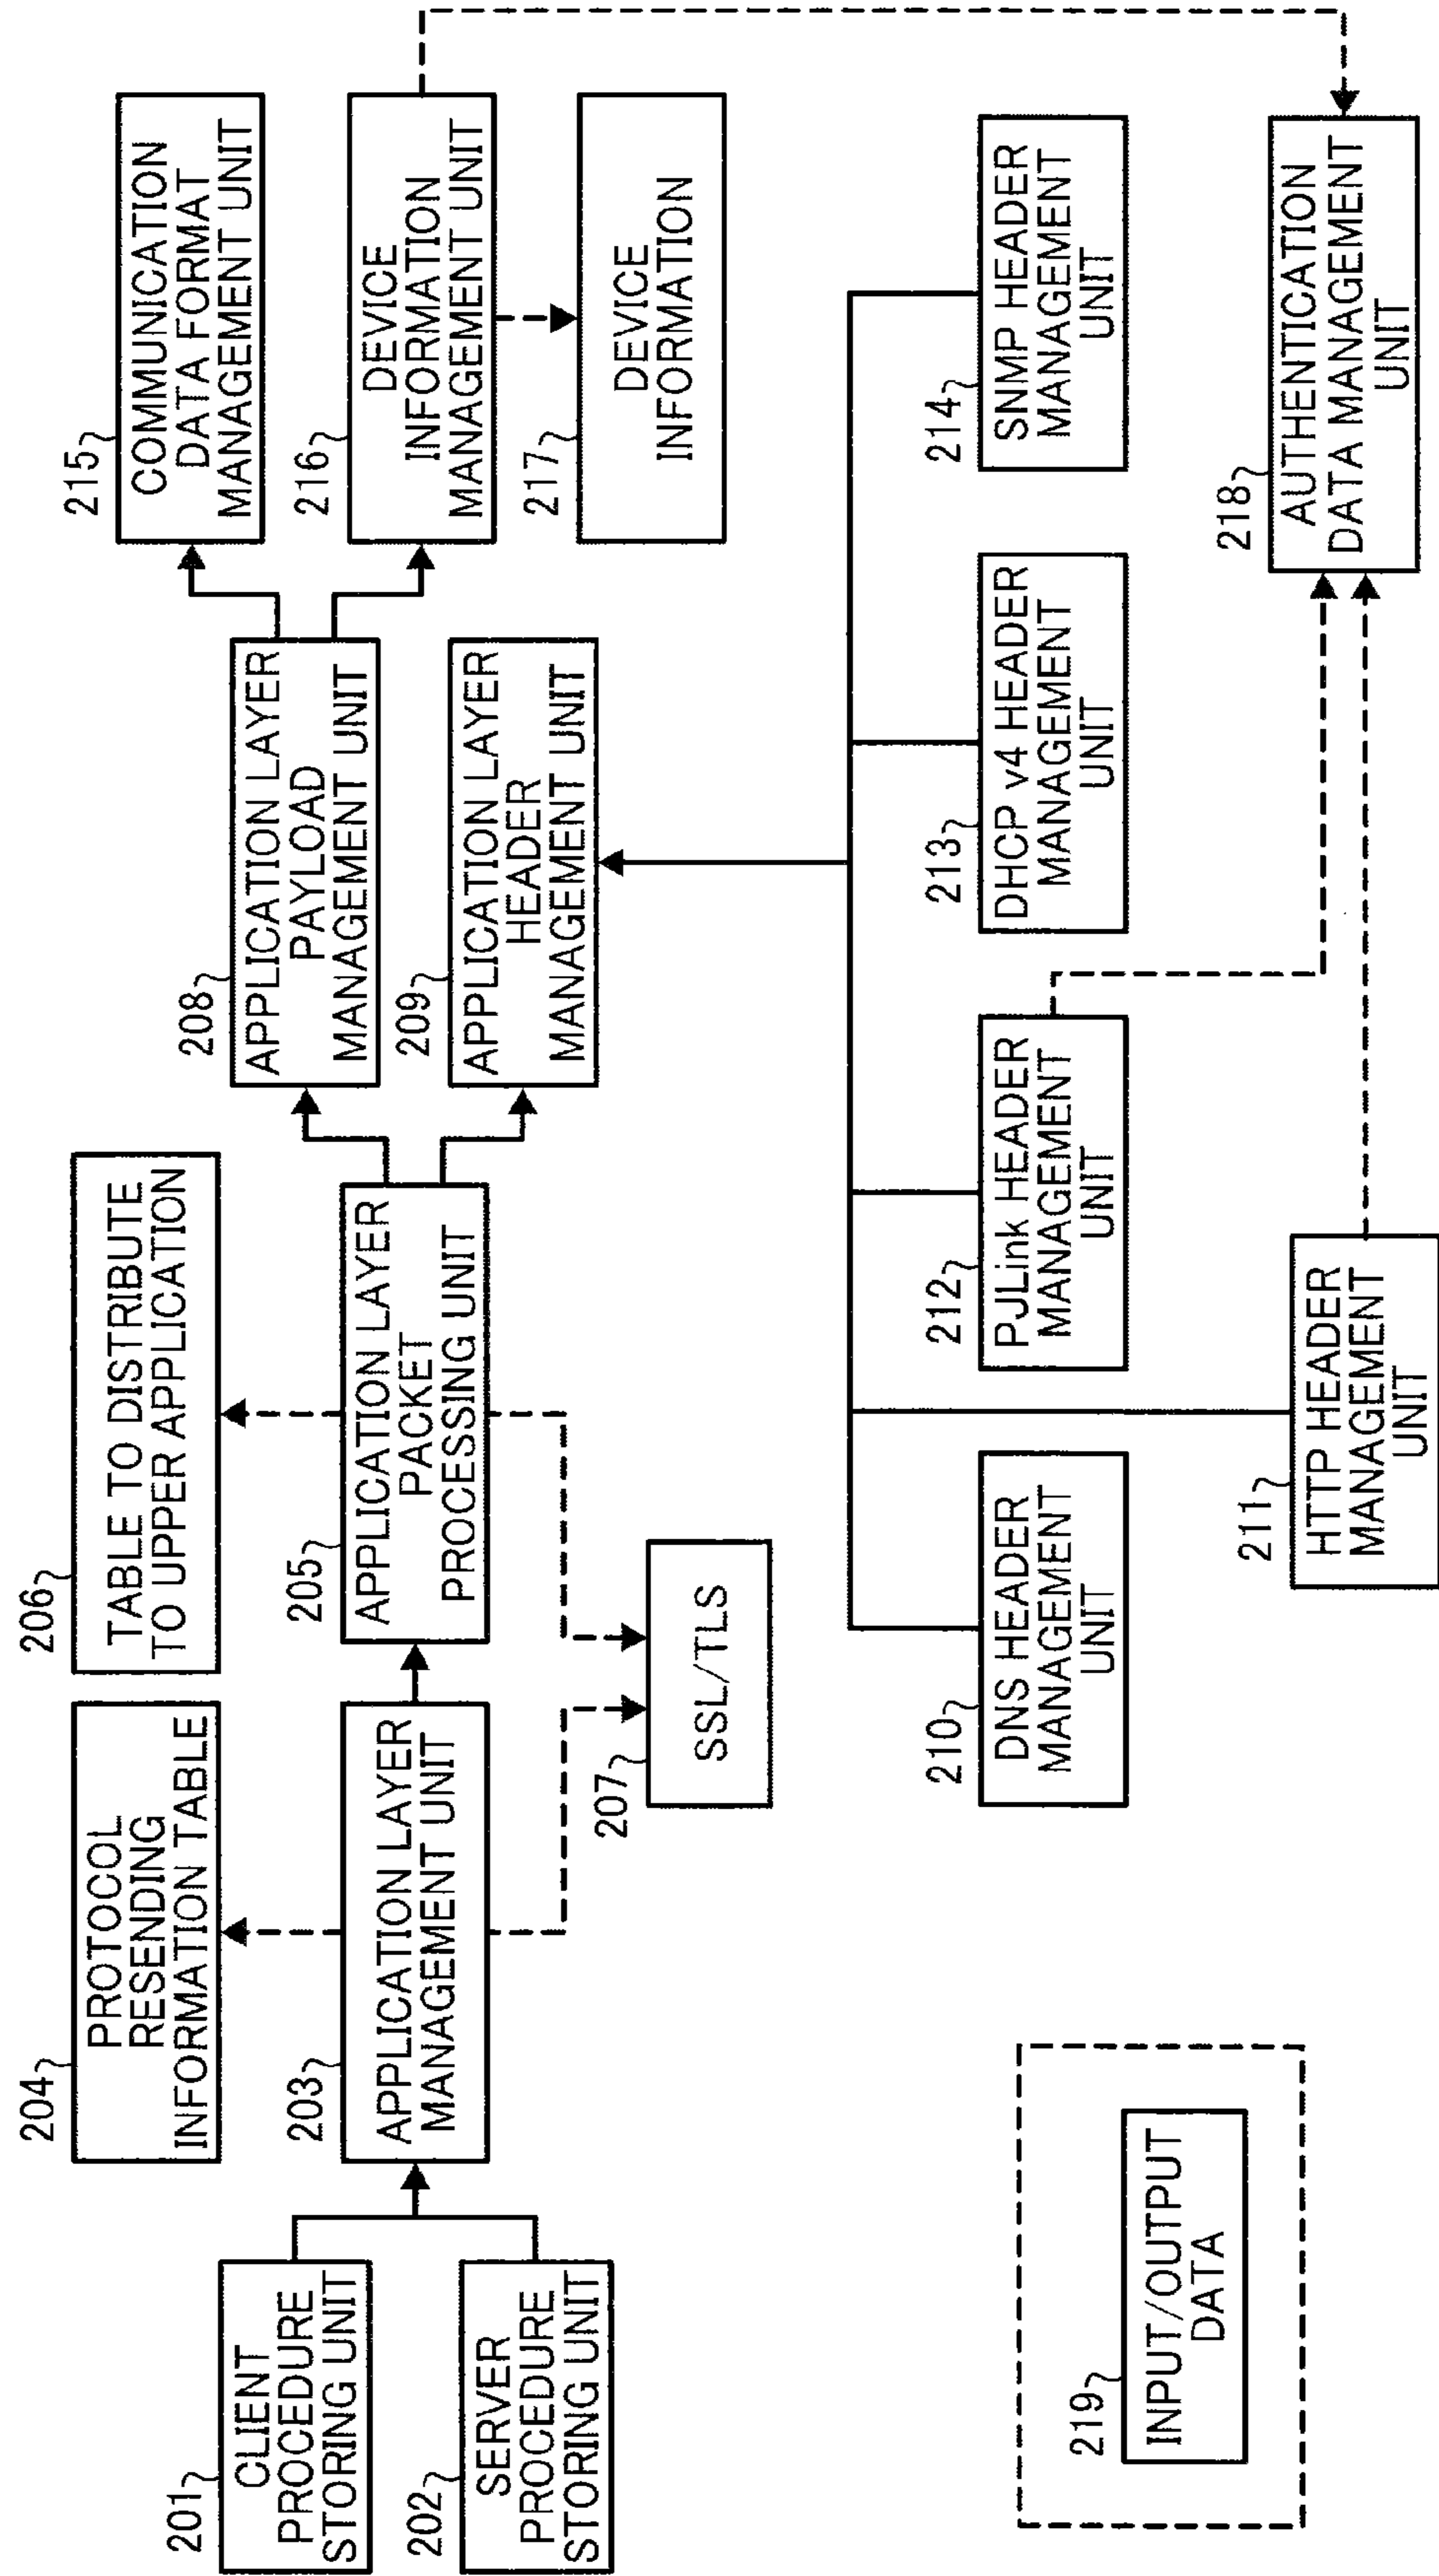 201
CLIENT
PROCEDURE
STORING UNIT
202
SERVER
PROCEDURE
STORING UNIT
203
APPLICATION LAYER
MANAGEMENT UNIT
204
PROTOCOL
RESENDING
INFORMATION TABLE
205
APPLICATION LAYER
PACKET
PROCESSING UNIT
206
TABLE TO DISTRIBUTE
TO UPPER APPLICATION
207
SSL/TLS
208
APPLICATION LAYER
PAYLOAD
MANAGEMENT UNIT
209
APPLICATION LAYER
HEADER
MANAGEMENT UNIT
215
COMMUNICATION
DATA FORMAT
MANAGEMENT UNIT
216
DEVICE
INFORMATION
MANAGEMENT UNIT
217
DEVICE
INFORMATION
210
DNS HEADER
MANAGEMENT
UNIT
211
HTTP HEADER
MANAGEMENT
UNIT
212
PJLink HEADER
MANAGEMENT
UNIT
213
DHCP v4 HEADER
MANAGEMENT
UNIT
214
SNMP HEADER
MANAGEMENT
UNIT
218
AUTHENTICATION
DATA MANAGEMENT
UNIT
219
INPUT/OUTPUT
DATA